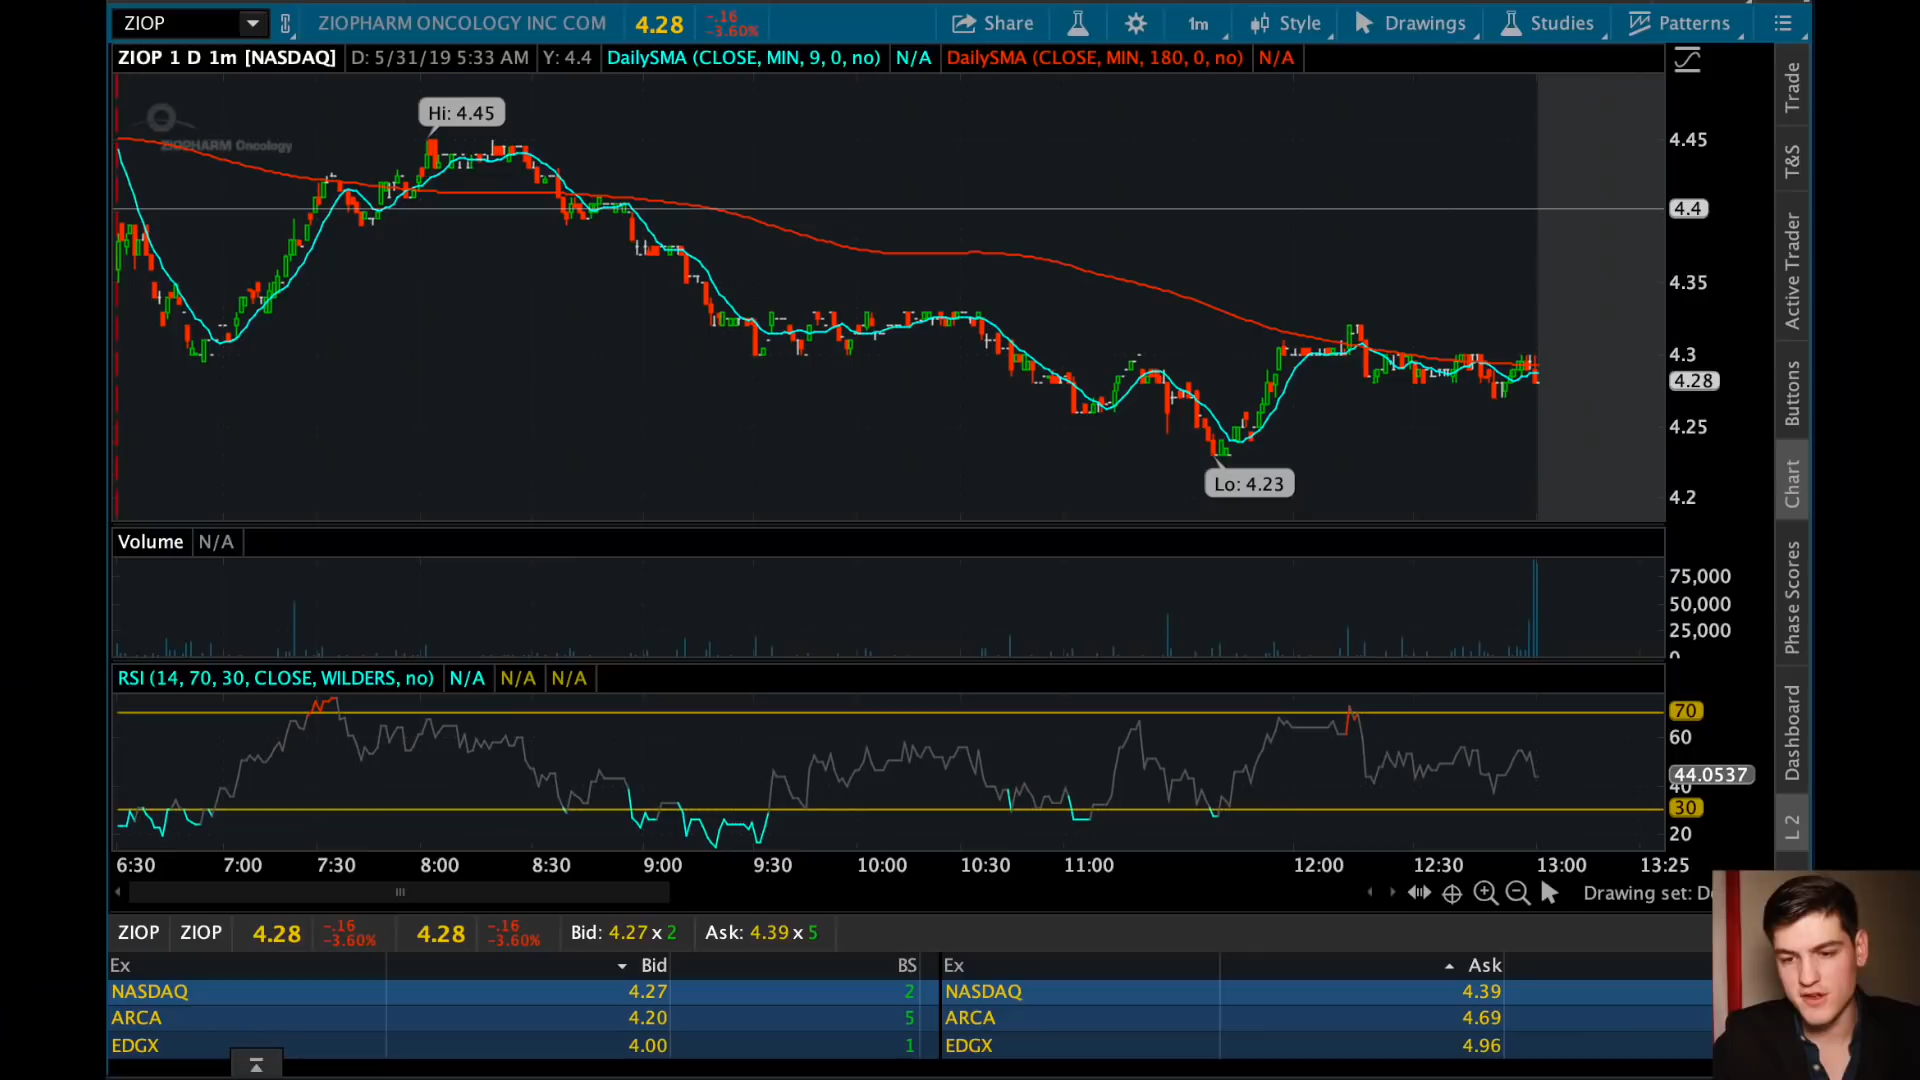 ZIOP ZIOPHARM ONCOLOGY INC COM 4.28 -.16 -3.60% Share 1m Style Drawings Studies Patterns
ZIOP 1 D 1m [NASDAQ] D: 5/31/19 5:33 AM Y: 4.4 DailySMA (CLOSE, MIN, 9, 0, no) N/A DailySMA (CLOSE, MIN, 180, 0, no) N/A
Hi: 4.45
ZIOPHARM Oncology
Lo: 4.23
4.45
4.4
4.35
4.3
4.28
4.25
4.2
Volume N/A
75,000
50,000
25,000
0
RSI (14, 70, 30, CLOSE, WILDERS, no) N/A N/A N/A
70
60
44.0537
40
30
20
6:30 7:00 7:30 8:00 8:30 9:00 9:30 10:00 10:30 11:00 12:00 12:30 13:00 13:25
Drawing set: D
Trade
T&S
Active Trader
Buttons
Chart
Phase Scores
Dashboard
L 2
ZIOP ZIOP 4.28 -.16 -3.60% 4.28 -.16 -3.60% Bid: 4.27 x 2 Ask: 4.39 x 5
Ex Bid BS Ex Ask
NASDAQ 4.27 2 NASDAQ 4.39
ARCA 4.20 5 ARCA 4.69
EDGX 4.00 1 EDGX 4.96